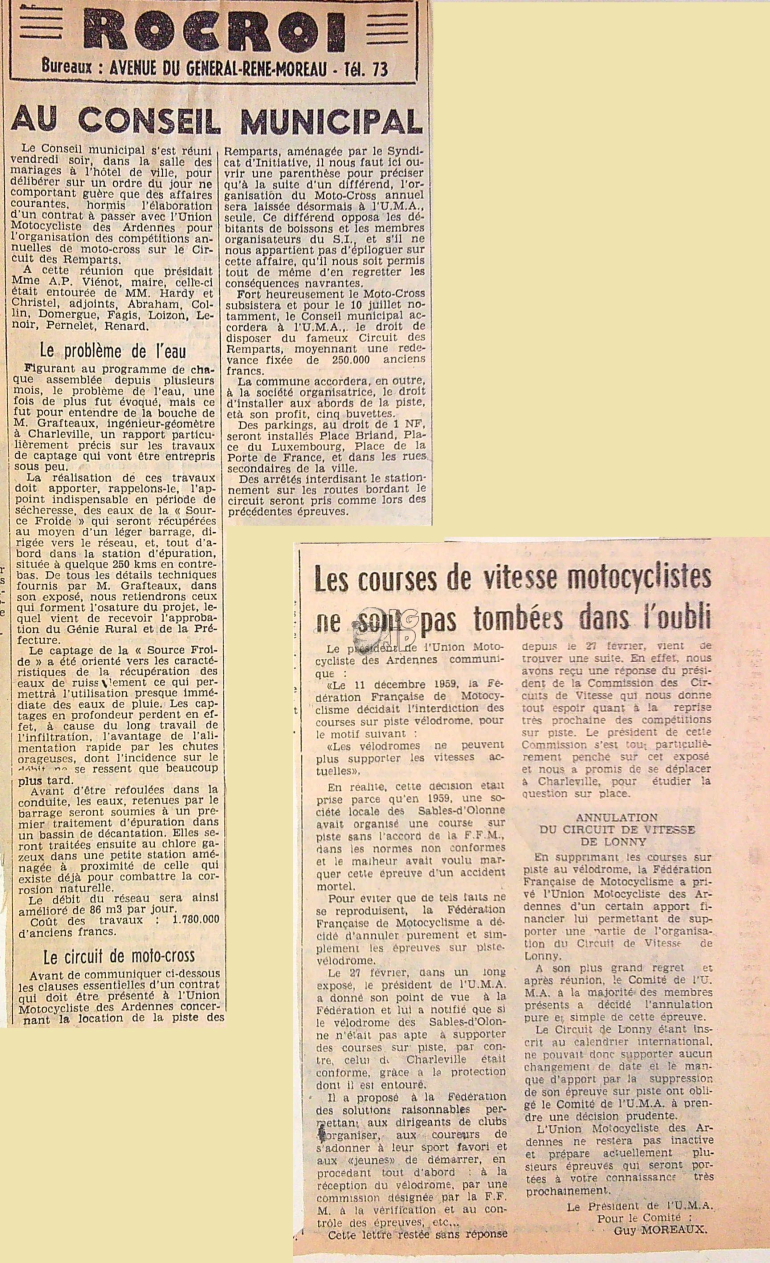 ROCROI
Bureaux : AVENUE DU GENERAL-RENE-MOREAU - Tél. 73
AU CONSEIL MUNICIPAL
Le Conseil municipal s'est réuni
vendredi soir, dans la salle des
mariages à l'hôtel de ville, pour
délibérer sur un ordre du jour ne
comportant guère que des affaires
courantes, hormis l'élaboration
d'un contrat à passer avec l'Union
Motocycliste des Ardennes pour
l'organisation des compétitions an-
nuelles de moto-cross sur le Cir-
cuit des Remparts.
A cette réunion que présidait
Mme A.P. Viénot, maire, celle-ci
était entourée de MM. Hardy et
Christel, adjoints, Abraham, Col-
lin, Domergue, Fagis, Loizon, Le-
noir, Pernelet, Renard.
Le problème de l'eau
Figurant au programme de cha-
que assemblée depuis plusieurs
mois, le problème de l'eau, une
fois de plus fut évoqué, mais ce
fut pour entendre de la bouche de
M. Grafteaux, ingénieur-géomètre
à Charleville, un rapport particu-
lièrement précis sur les travaux
de captage qui vont être entrepris
sous peu.
La réalisation de ces travaux
doit apporter, rappelons-le, l'ap-
point indispensable en période de
sécheresse, des eaux de la « Sour-
ce Froide » qui seront récupérées
au moyen d'un léger barrage, di-
rigée vers le réseau, et, tout d'a-
bord dans la station d'épuration,
située à quelque 250 kms en contre-
bas. De tous les détails techniques
fournis par M. Grafteaux, dans
son exposé, nous retiendrons ceux
qui forment l'osature du projet, le-
quel vient de recevoir l'approba-
tion du Génie Rural et de la Pré-
fecture.
Le captage de la « Source Froi-
de » a été orienté vers les caracté-
ristiques de la récupération des
eaux de ruiss lement ce qui per-
mettra l'utilisation presque immé-
diate des eaux de pluie. Les cap-
tages en profondeur perdent en ef-
fet, à cause du long travail de
l'infiltration, l'avantage de l'ali-
mentation rapide par les chutes
orageuses, dont l'incidence sur le
débit ne se ressent que beaucoup
plus tard.
Avant d'être refoulées dans la
conduite, les eaux, retenues par le
barrage seront soumies à un pre-
mier traitement d'épuration dans
un bassin de décantation. Elles se-
ront traitées ensuite au chlore ga-
zeux dans une petite station amé-
nagée à proximité de celle qui
existe déjà pour combattre la cor-
rosion naturelle.
Le débit du réseau sera ainsi
amélioré de 86 m3 par jour.
Coût des travaux : 1.780.000
d'anciens francs.
Le circuit de moto-cross
Avant de communiquer ci-dessous
les clauses essentielles d'un contrat
qui doit être présenté à l'Union
Motocycliste des Ardennes concer-
nant la location de la piste des
Remparts, aménagée par le Syndi-
cat d'Initiative, il nous faut ici ou-
vrir une parenthèse pour préciser
qu'à la suite d'un différend, l'or-
ganisation du Moto-Cross annuel
sera laissée désormais à l'U.M.A.,
seule. Ce différend opposa les dé-
bitants de boissons et les membres
organisateurs du S.I., et s'il ne
nous appartient pas d'épiloguer sur
cette affaire, qu'il nous soit permis
tout de même d'en regretter les
conséquences navrantes.
Fort heureusement le Moto-Cross
subsistera et pour le 10 juillet no-
tamment, le Conseil municipal ac-
cordera à l'U.M.A., le droit de
disposer du fameux Circuit des
Remparts, moyennant une rede-
vance fixée de 250.000 anciens
francs.
La commune accordera, en outre,
à la société organisatrice, le droit
d'installer aux abords de la piste,
età son profit, cinq buvettes.
Des parkings, au droit de 1 NF,
seront installés Place Briand, Pla-
ce du Luxembourg, Place de la
Porte de France, et dans les rues
secondaires de la ville.
Des arrêtés interdisant le station-
nement sur les routes bordant le
circuit seront pris comme lors des
précédentes épreuves.
Les courses de vitesse motocyclistes
ne sont pas tombées dans l'oubli
Le président de l'Union Moto-
cycliste des Ardennes communi-
que :
«Le 11 décembre 1959, la Fé-
dération Française de Motocy-
clisme décidait l'interdiction des
courses sur piste vélodrome, pour
le motif suivant :
«Les vélodromes ne peuvent
plus supporter les vitesses ac-
tuelles».
En réalité, cette décision était
prise parce qu'en 1959, une so-
ciété locale des Sables-d'Olonne
avait organisé une course sur
piste sans l'accord de la F.F.M.,
dans les normes non conformes
et le malheur avait voulu mar-
quer cette épreuve d'un accident
mortel.
Pour éviter que de tels faits ne
se reproduisent, la Fédération
Française de Motocyclisme a dé-
cidé d'annuler purement et sim-
plement les épreuves sur piste-
vélodrome.
Le 27 février, dans un long
exposé, le président de l'U.M.A
a donné son point de vue à la
Fédération et lui a notifié que si
le vélodrome des Sables-d'Olon-
ne n'était pas apte à supporter
des courses sur piste, par con-
tre, celui de Charleville était
conforme, grâce à la protection
dont il est entouré.
Il a proposé à la Fédération
des solutions raisonnables per-
mettant aux dirigeants de clubs
d'organiser, aux coureurs de
s'adonner à leur sport favori et
aux «jeunes» de démarrer, en
procédant tout d'abord : à la
réception du vélodrome, par une
commission désignée par la F.F.
M. à la vérification et au con-
trôle des épreuves, etc...
Cette lettre restée sans réponse
depuis le 27 février, vient de
trouver une suite. En effet, nous
avons reçu une réponse du prési-
dent de la Commission des Cir-
cuits de Vitesse qui nous donne
tout espoir quant à la reprise
très prochaine des compétitions
sur piste. Le président de cette
Commission s'est tout particuliè-
rement penché sur cet exposé
et nous a promis de se déplacer
à Charleville, pour étudier la
question sur place.
ANNULATION
DU CIRCUIT DE VITESSE
DE LONNY
En supprimant les courses sur
piste au vélodrome, la Fédération
Française de Motocyclisme a pri-
vé l'Union Motocycliste des Ar-
dennes d'un certain apport fi-
nancier lui permettant de sup-
porter une partie de l'organisa-
tion du Circuit de Vitesse de
Lonny.
A son plus grand regret et
après réunion, le Comité de l'U.
M.A. à la majorité des membres
présents a décidé l'annulation
pure et simple de cette épreuve.
Le Circuit de Lonny étant ins-
crit au calendrier international,
ne pouvait donc supporter aucun
changement de date et le man-
que d'apport par la suppression
de son épreuve sur piste ont obli-
gé le Comité de l'U.M.A. à pren-
dre une décision prudente.
L'Union Motocycliste des Ar-
dennes ne restera pas inactive
et prépare actuellement plu-
sieurs épreuves qui seront por-
tées à votre connaissance très
prochainement.
Le Président de l'U.M.A.
Pour le Comité :
Guy MOREAUX.